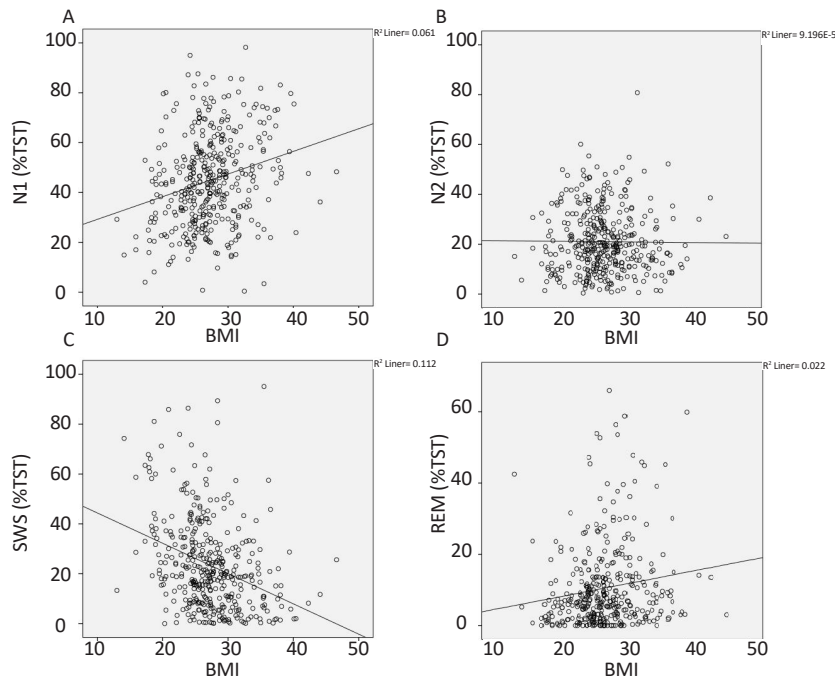 A
R² Liner= 0.061
100
80
60
40
20
0
N1 (%TST)
10 20 30 40 50
BMI
B
R² Liner= 9.196E-5
100
80
60
40
20
0
N2 (%TST)
10 20 30 40 50
BMI
C
R² Liner= 0.112
100
80
60
40
20
0
SWS (%TST)
10 20 30 40 50
BMI
D
R² Liner= 0.022
60
40
20
0
REM (%TST)
10 20 30 40 50
BMI